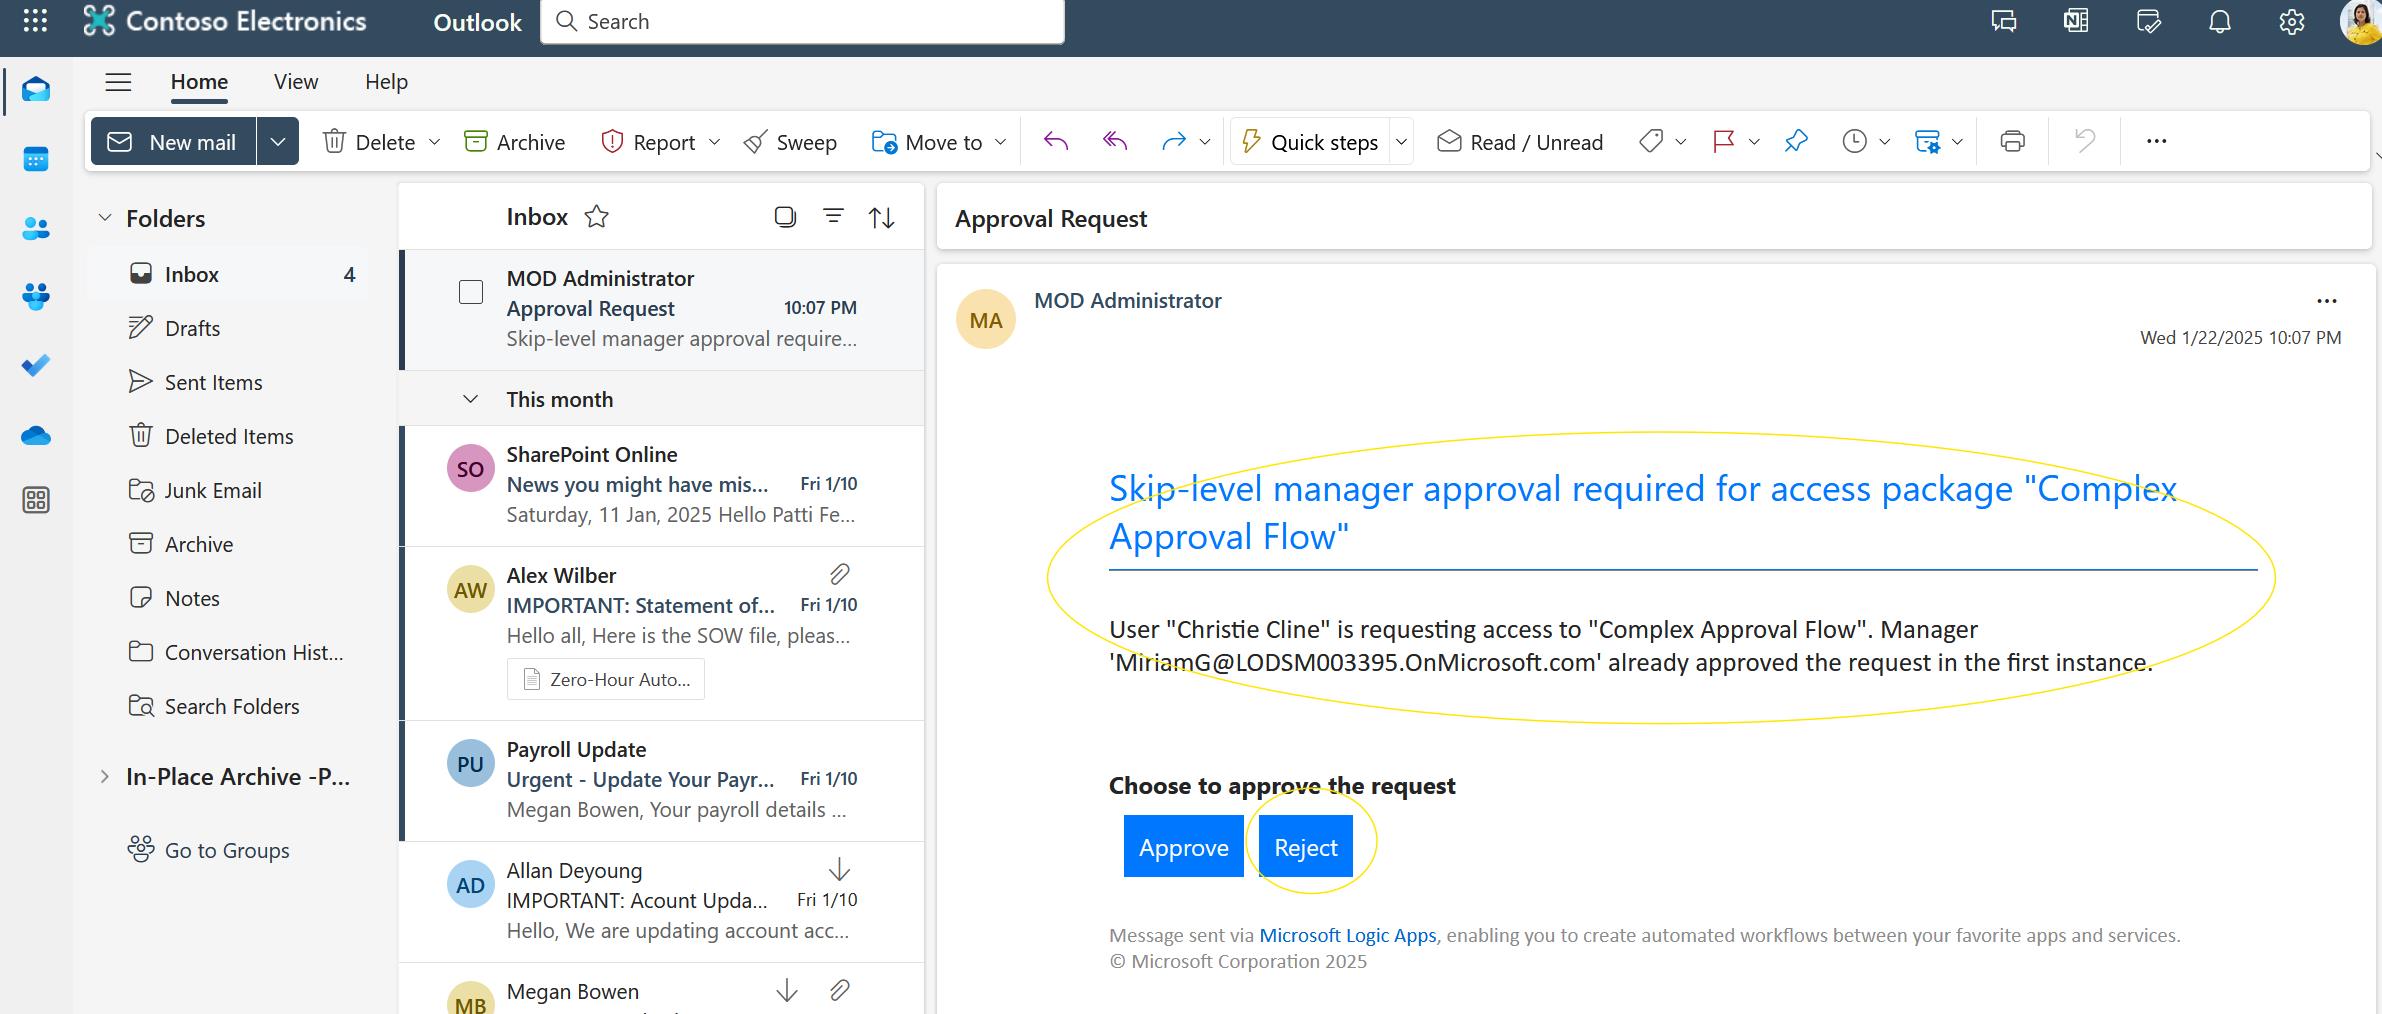 Contoso Electronics
Outlook
Search
Home
View
Help
New mail
Delete
Archive
Report
Sweep
Move to
Quick steps
Read / Unread
Folders
Inbox
4
Drafts
Sent Items
Deleted Items
Junk Email
Archive
Notes
Conversation Hist...
Search Folders
In-Place Archive -P...
Go to Groups
Inbox
MOD Administrator
Approval Request
10:07 PM
Skip-level manager approval require...
This month
SO
SharePoint Online
News you might have mis...
Fri 1/10
Saturday, 11 Jan, 2025 Hello Patti Fe...
AW
Alex Wilber
IMPORTANT: Statement of...
Fri 1/10
Hello all, Here is the SOW file, pleas...
Zero-Hour Auto...
PU
Payroll Update
Urgent - Update Your Payr...
Fri 1/10
Megan Bowen, Your payroll details ...
AD
Allan Deyoung
IMPORTANT: Acount Upda...
Fri 1/10
Hello, We are updating account acc...
MB
Megan Bowen
Approval Request
MA
MOD Administrator
Wed 1/22/2025 10:07 PM
Skip-level manager approval required for access package "Complex
Approval Flow"
User "Christie Cline" is requesting access to "Complex Approval Flow". Manager
'MiriamG@LODSM003395.OnMicrosoft.com' already approved the request in the first instance.
Choose to approve the request
Approve
Reject
Message sent via Microsoft Logic Apps, enabling you to create automated workflows between your favorite apps and services.
© Microsoft Corporation 2025